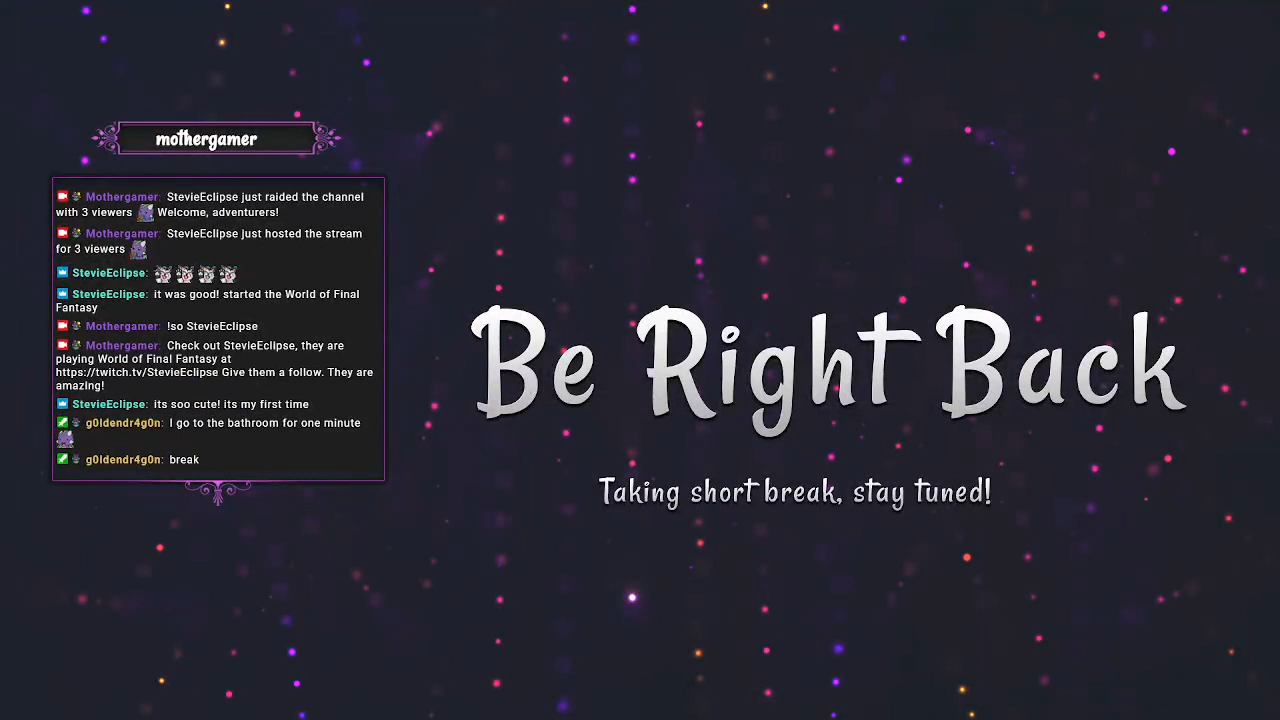 mothergamer
Mothergamer: StevieEclipse just raided the channel
with 3 viewers Welcome, adventurers!
Mothergamer: StevieEclipse just hosted the stream
for 3 viewers
StevieEclipse:
StevieEclipse: it was good! started the World of Final
Fantasy
Mothergamer: !so StevieEclipse
Mothergamer: Check out StevieEclipse, they are
playing World of Final Fantasy at
https://twitch.tv/StevieEclipse Give them a follow. They are
amazing!
StevieEclipse: its soo cute! its my first time
g0ldendr4g0n: I go to the bathroom for one minute
g0ldendr4g0n: break
Be Right Back
Taking short break, stay tuned!